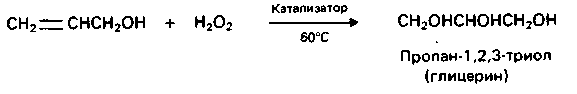 CH₂=CHCH₂OH + H₂O₂ Катализатор 60°C CH₂OHCHOHCH₂OH
Пропан-1,2,3-триол
(глицерин)